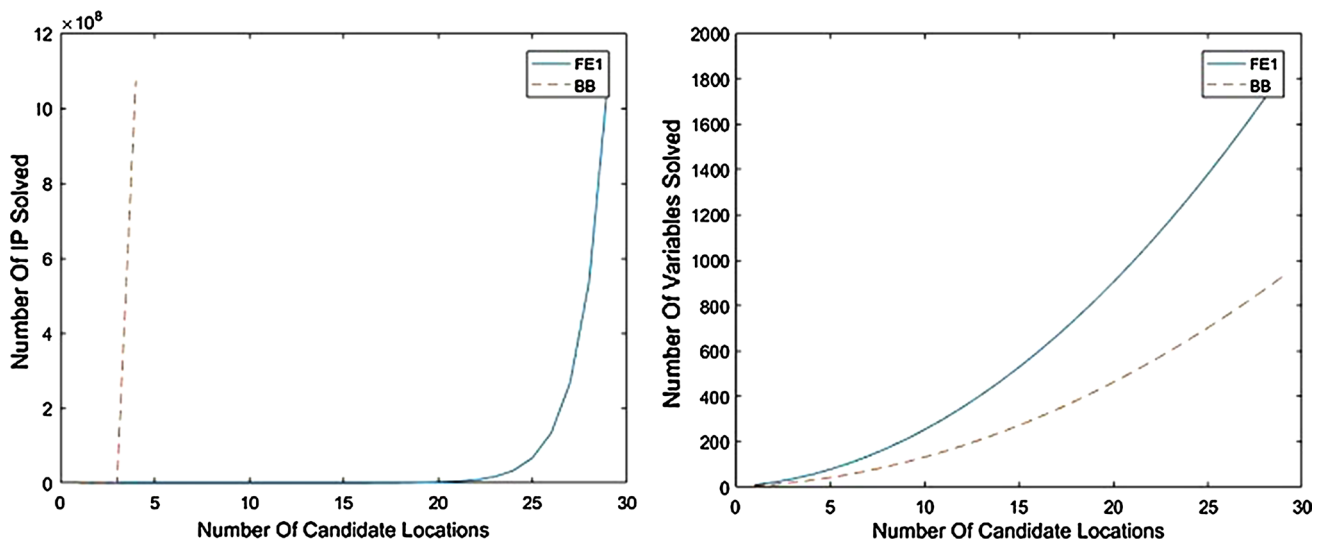 ×10⁸
12
10
8
6
4
2
0
Number Of IP Solved
0 5 10 15 20 25 30
Number Of Candidate Locations
FE1
BB
2000
1800
1600
1400
1200
1000
800
600
400
200
0
Number Of Variables Solved
0 5 10 15 20 25 30
Number Of Candidate Locations
FE1
BB